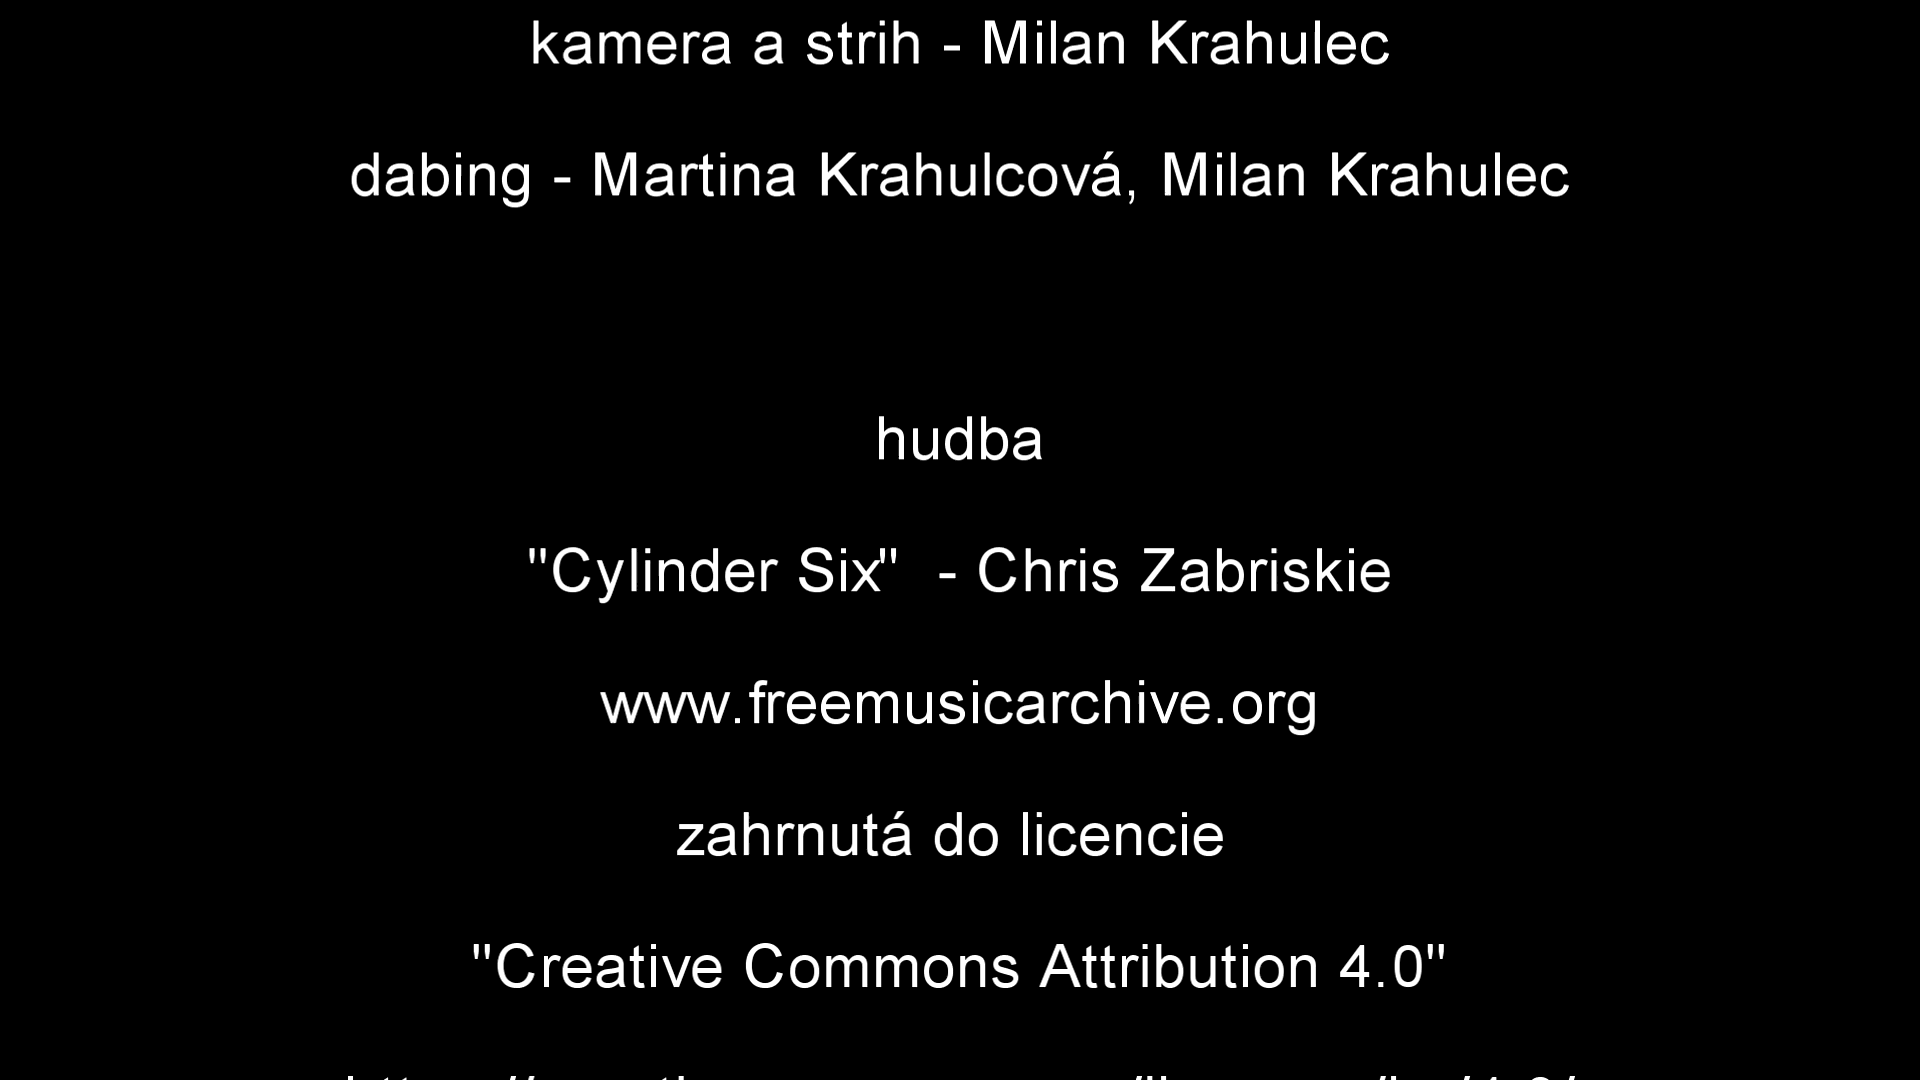 kamera a strih - Milan Krahulec
dabing - Martina Krahulcová, Milan Krahulec
hudba
"Cylinder Six"  - Chris Zabriskie
www.freemusicarchive.org
zahrnutá do licencie
"Creative Commons Attribution 4.0"